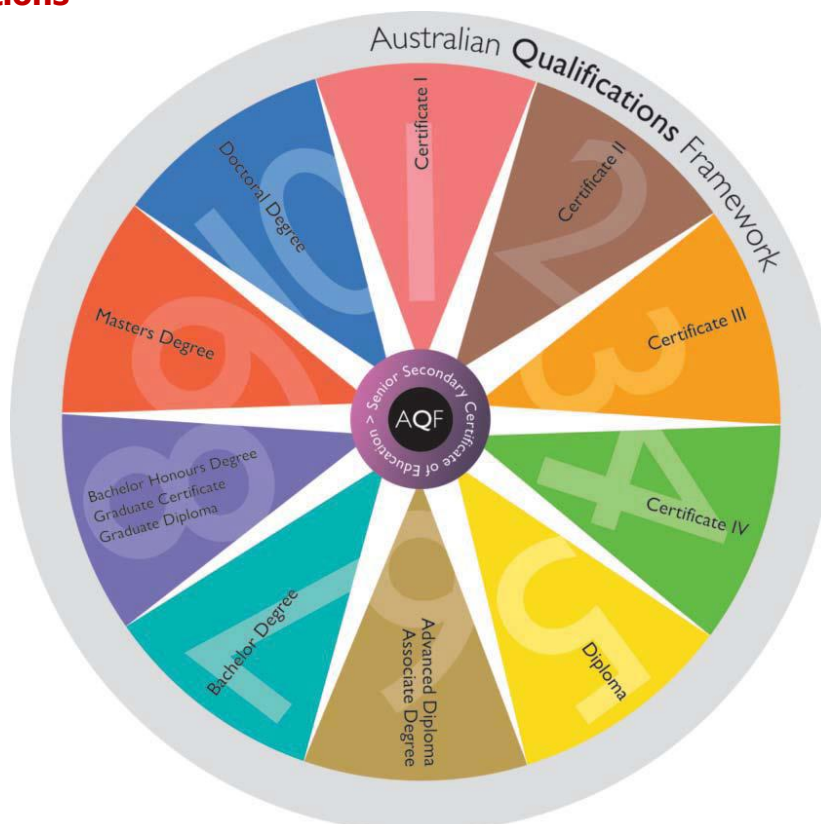 Australian Qualifications Framework
1
Certificate I
2
Certificate II
3
Certificate III
4
Certificate IV
5
Diploma
6
Advanced Diploma
Associate Degree
7
Bachelor Degree
8
Bachelor Honours Degree
Graduate Certificate
Graduate Diploma
9
Masters Degree
10
Doctoral Degree
Senior Secondary Certificate of Education >
AQF